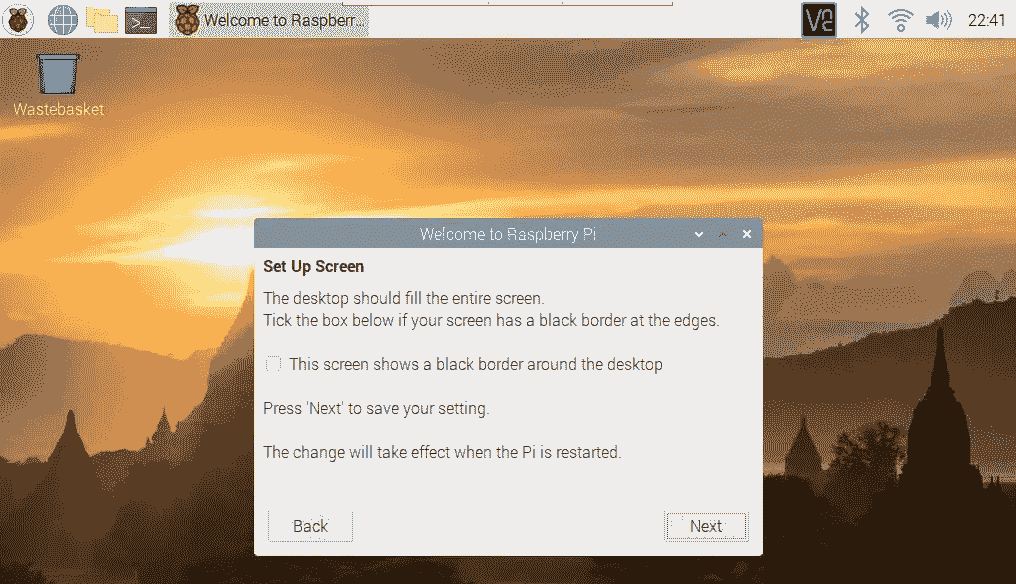 Welcome to Raspberr...
22:41
Wastebasket
Welcome to Raspberry Pi
Set Up Screen
The desktop should fill the entire screen.
Tick the box below if your screen has a black border at the edges.
This screen shows a black border around the desktop
Press 'Next' to save your setting.
The change will take effect when the Pi is restarted.
Back
Next